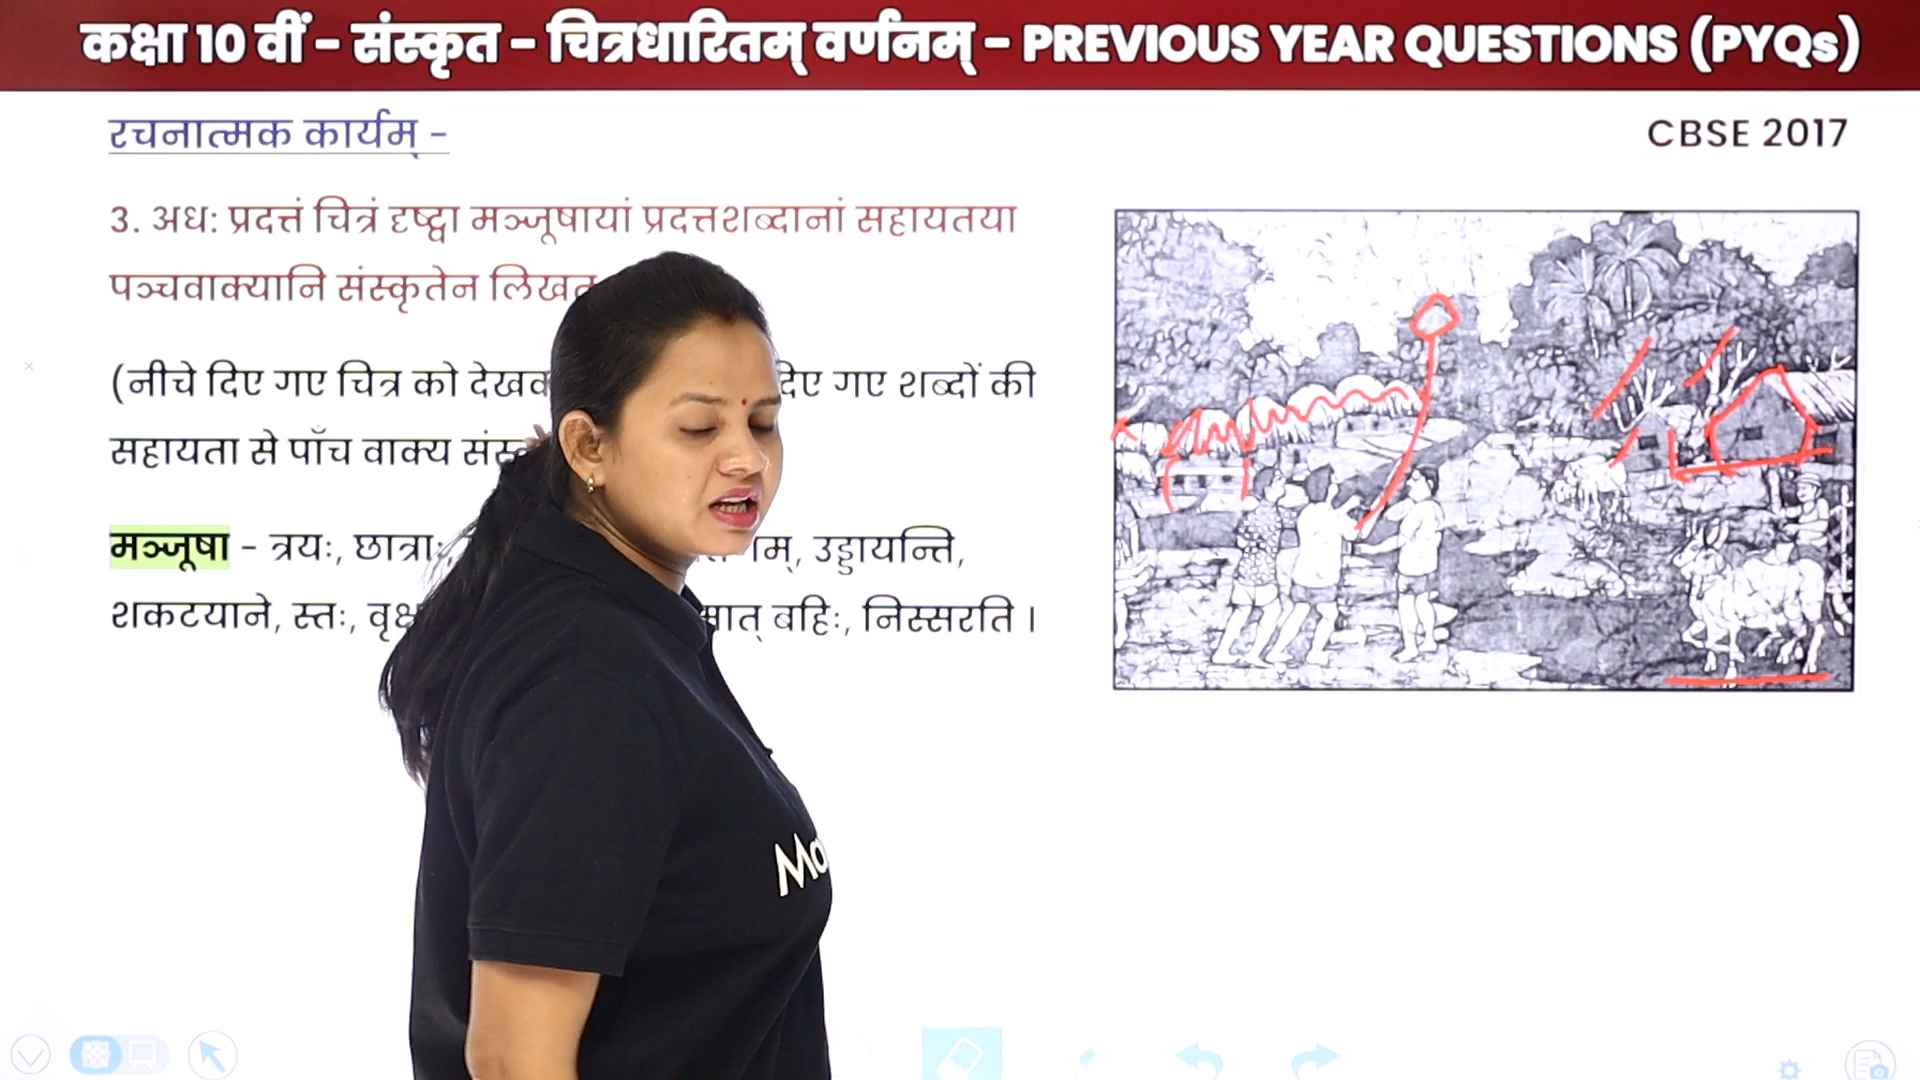 कक्षा 10 वीं - संस्कृत - चित्रधारितम् वर्णनम् - PREVIOUS YEAR QUESTIONS (PYQs)
रचनात्मक कार्यम् -
CBSE 2017
3. अध: प्रदत्तं चित्रं दृष्ट्वा मञ्जूषायां प्रदत्तशब्दानां सहायतया
पञ्चवाक्यानि संस्कृतेन
(नीचे दिए गए चित्र को दिए गए शब्दों की
सहायता से पाँच वाक्य
मञ्जूषा - त्रयः, उड्डायन्ति,
शकटयाने, स्तः, बहिः, निस्सरति ।